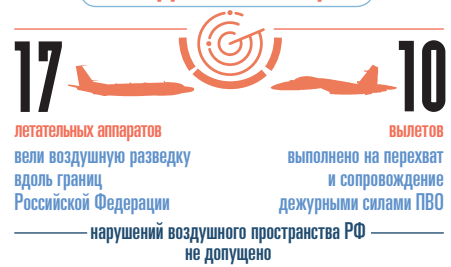 17
летательных аппаратов
вели воздушную разведку
вдоль границ
Российской Федерации
10
вылетов
выполнено на перехват
и сопровождение
дежурными силами ПВО
нарушений воздушного пространства РФ
не допущено